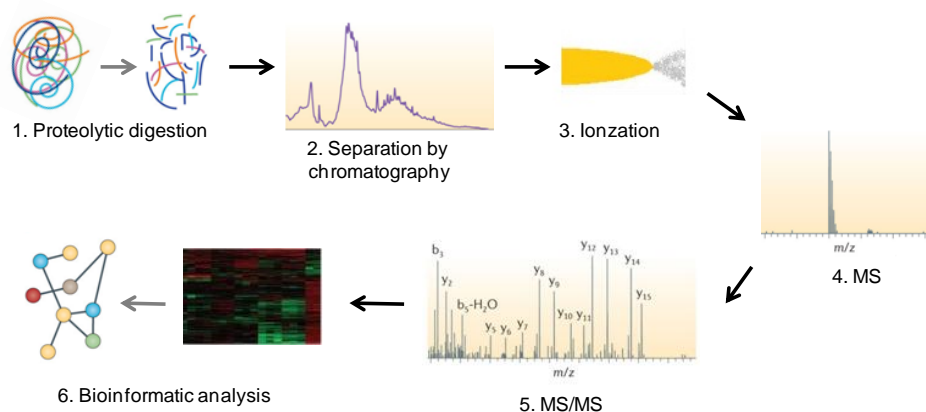 1. Proteolytic digestion
2. Separation by
chromatography
3. Ionzation
m/z
4. MS
b₃
y₂
b₅-H₂O
y₅
y₆
y₇
y₈
y₉
y₁₀
y₁₁
y₁₂
y₁₃
y₁₄
y₁₅
m/z
5. MS/MS
6. Bioinformatic analysis